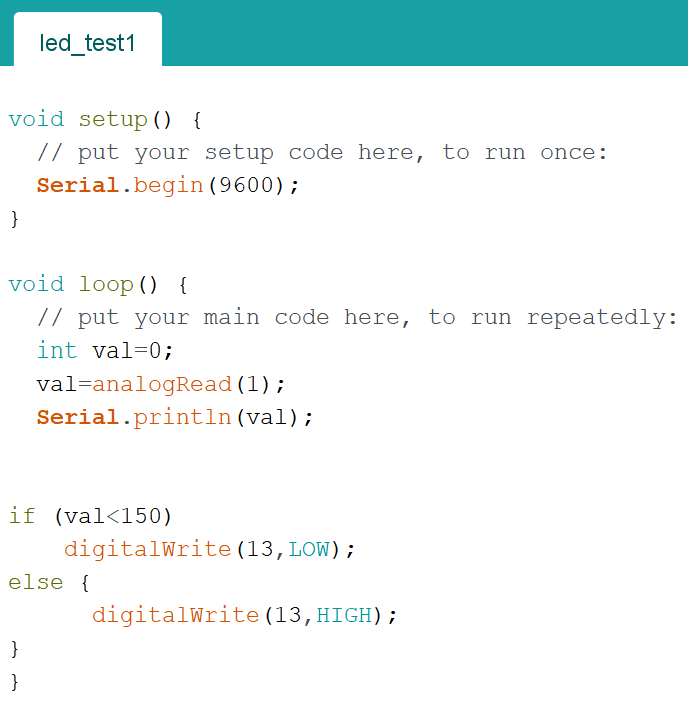 led_test1
void setup() {
  // put your setup code here, to run once:
  Serial.begin(9600);
}
void loop() {
  // put your main code here, to run repeatedly:
  int val=0;
  val=analogRead(1);
  Serial.println(val);
if (val<150)
    digitalWrite(13,LOW);
else {
      digitalWrite(13,HIGH);
}
}